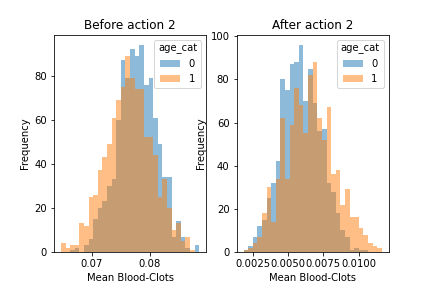 Before action 2
After action 2
age_cat
0
1
age_cat
0
1
Frequency
Frequency
80
60
40
20
0
100
80
60
40
20
0
0.07 0.08
0.0025 0.0050 0.0075 0.0100
Mean Blood-Clots
Mean Blood-Clots